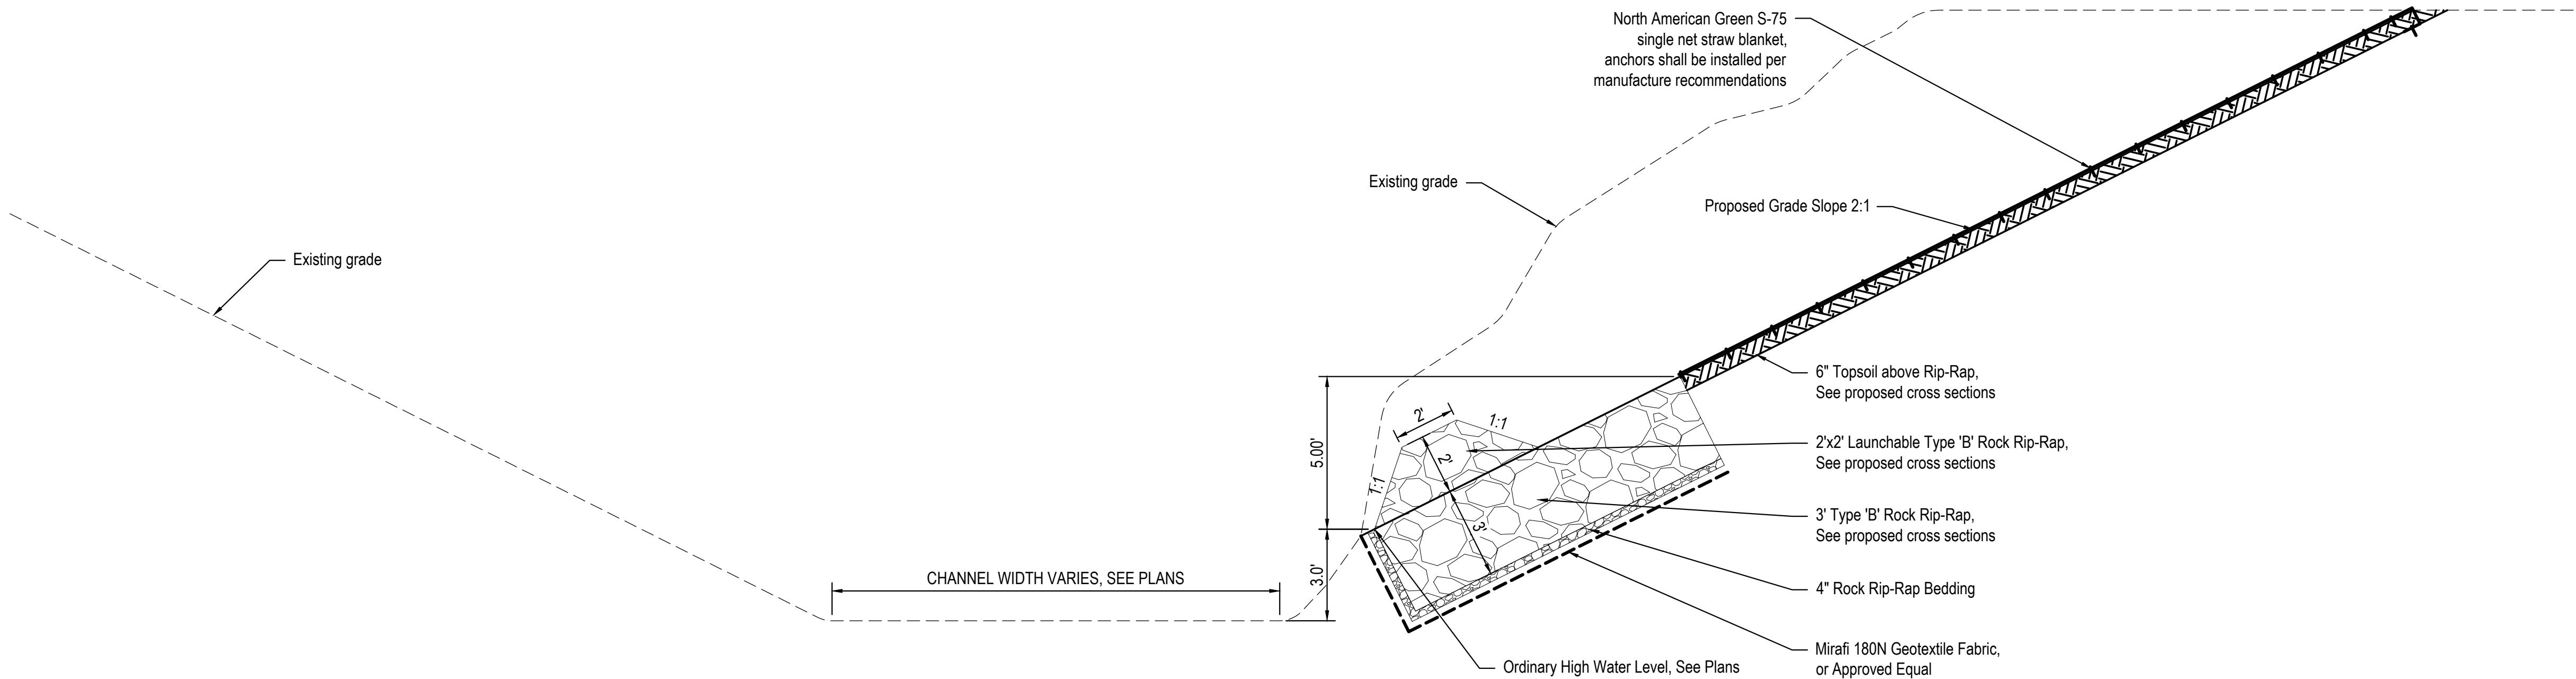 North American Green S-75
single net straw blanket,
anchors shall be installed per
manufacture recommendations
Existing grade
Proposed Grade Slope 2:1
Existing grade
6" Topsoil above Rip-Rap,
See proposed cross sections
2'
1:1
2'x2' Launchable Type 'B' Rock Rip-Rap,
See proposed cross sections
5.00'
2'
1:1
3' Type 'B' Rock Rip-Rap,
See proposed cross sections
3'
CHANNEL WIDTH VARIES, SEE PLANS
3.0'
4" Rock Rip-Rap Bedding
Mirafi 180N Geotextile Fabric,
or Approved Equal
Ordinary High Water Level, See Plans